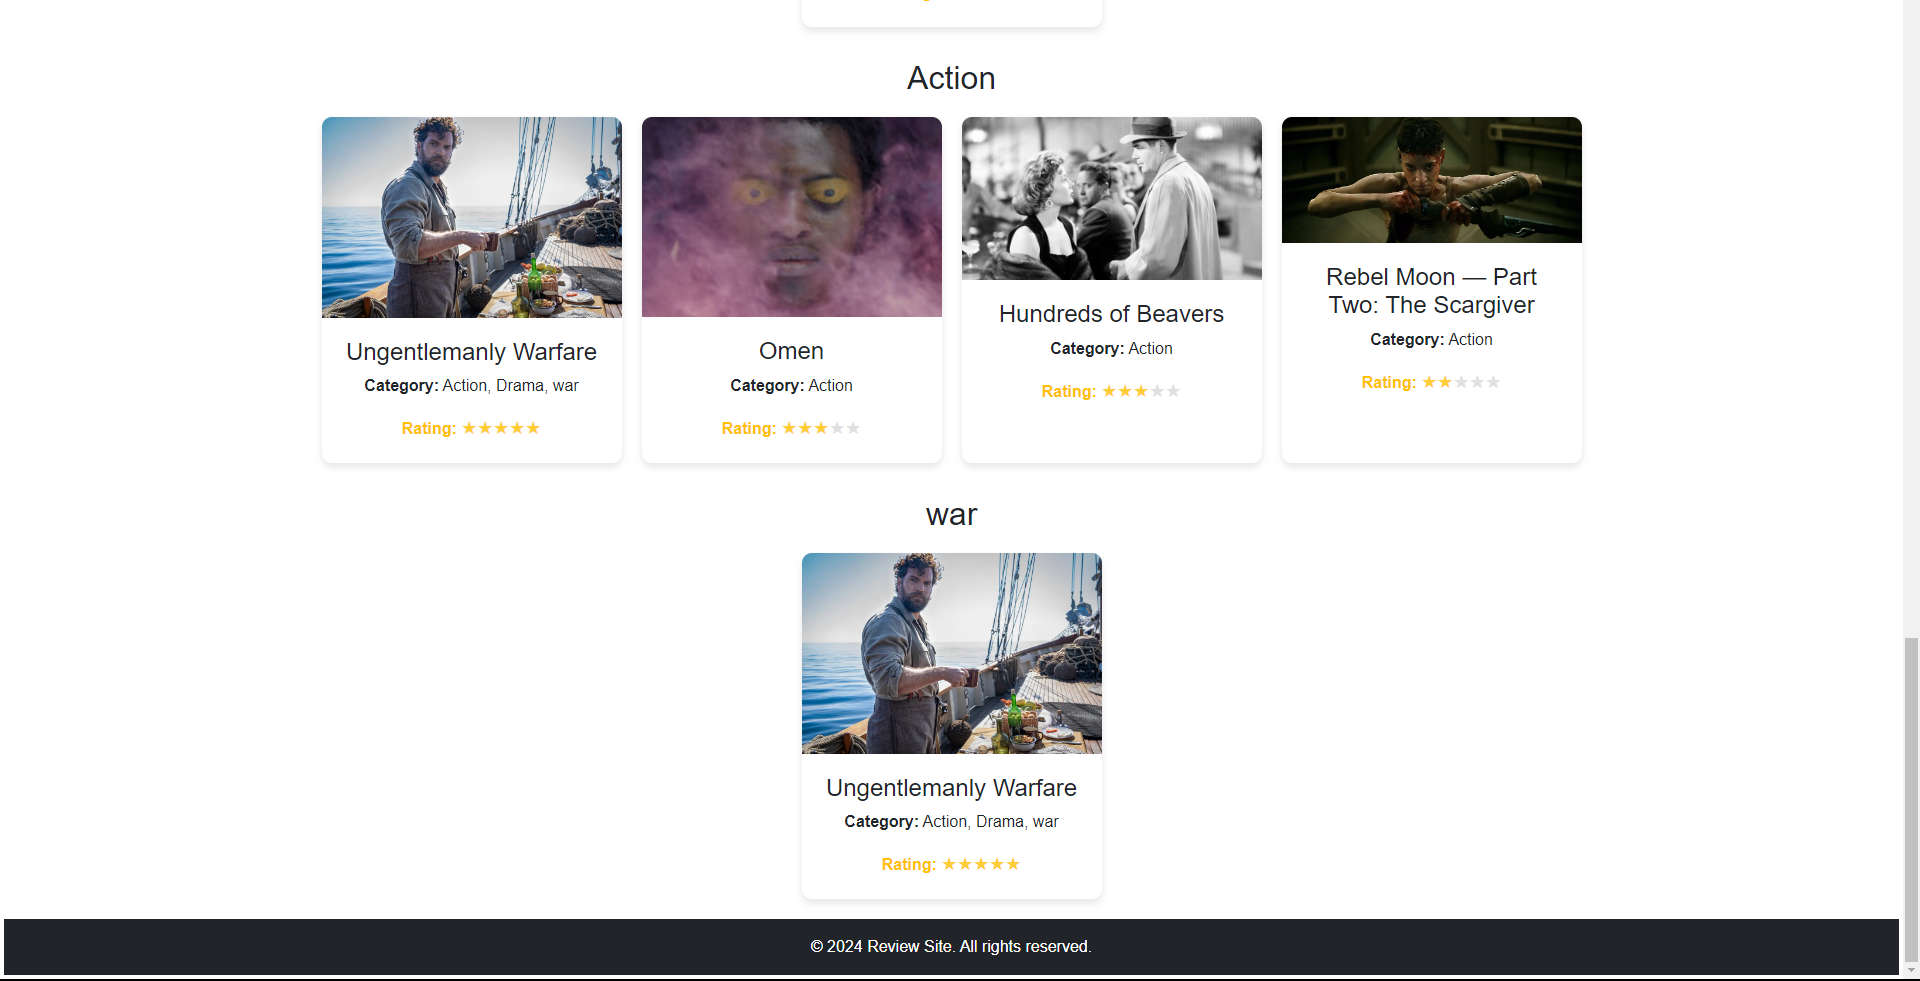 Action
Ungentlemanly Warfare
Category: Action, Drama, war
Rating: ★★★★★
Omen
Category: Action
Rating: ★★★★★
Hundreds of Beavers
Category: Action
Rating: ★★★★★
Rebel Moon — Part
Two: The Scargiver
Category: Action
Rating: ★★★★★
war
Ungentlemanly Warfare
Category: Action, Drama, war
Rating: ★★★★★
© 2024 Review Site. All rights reserved.